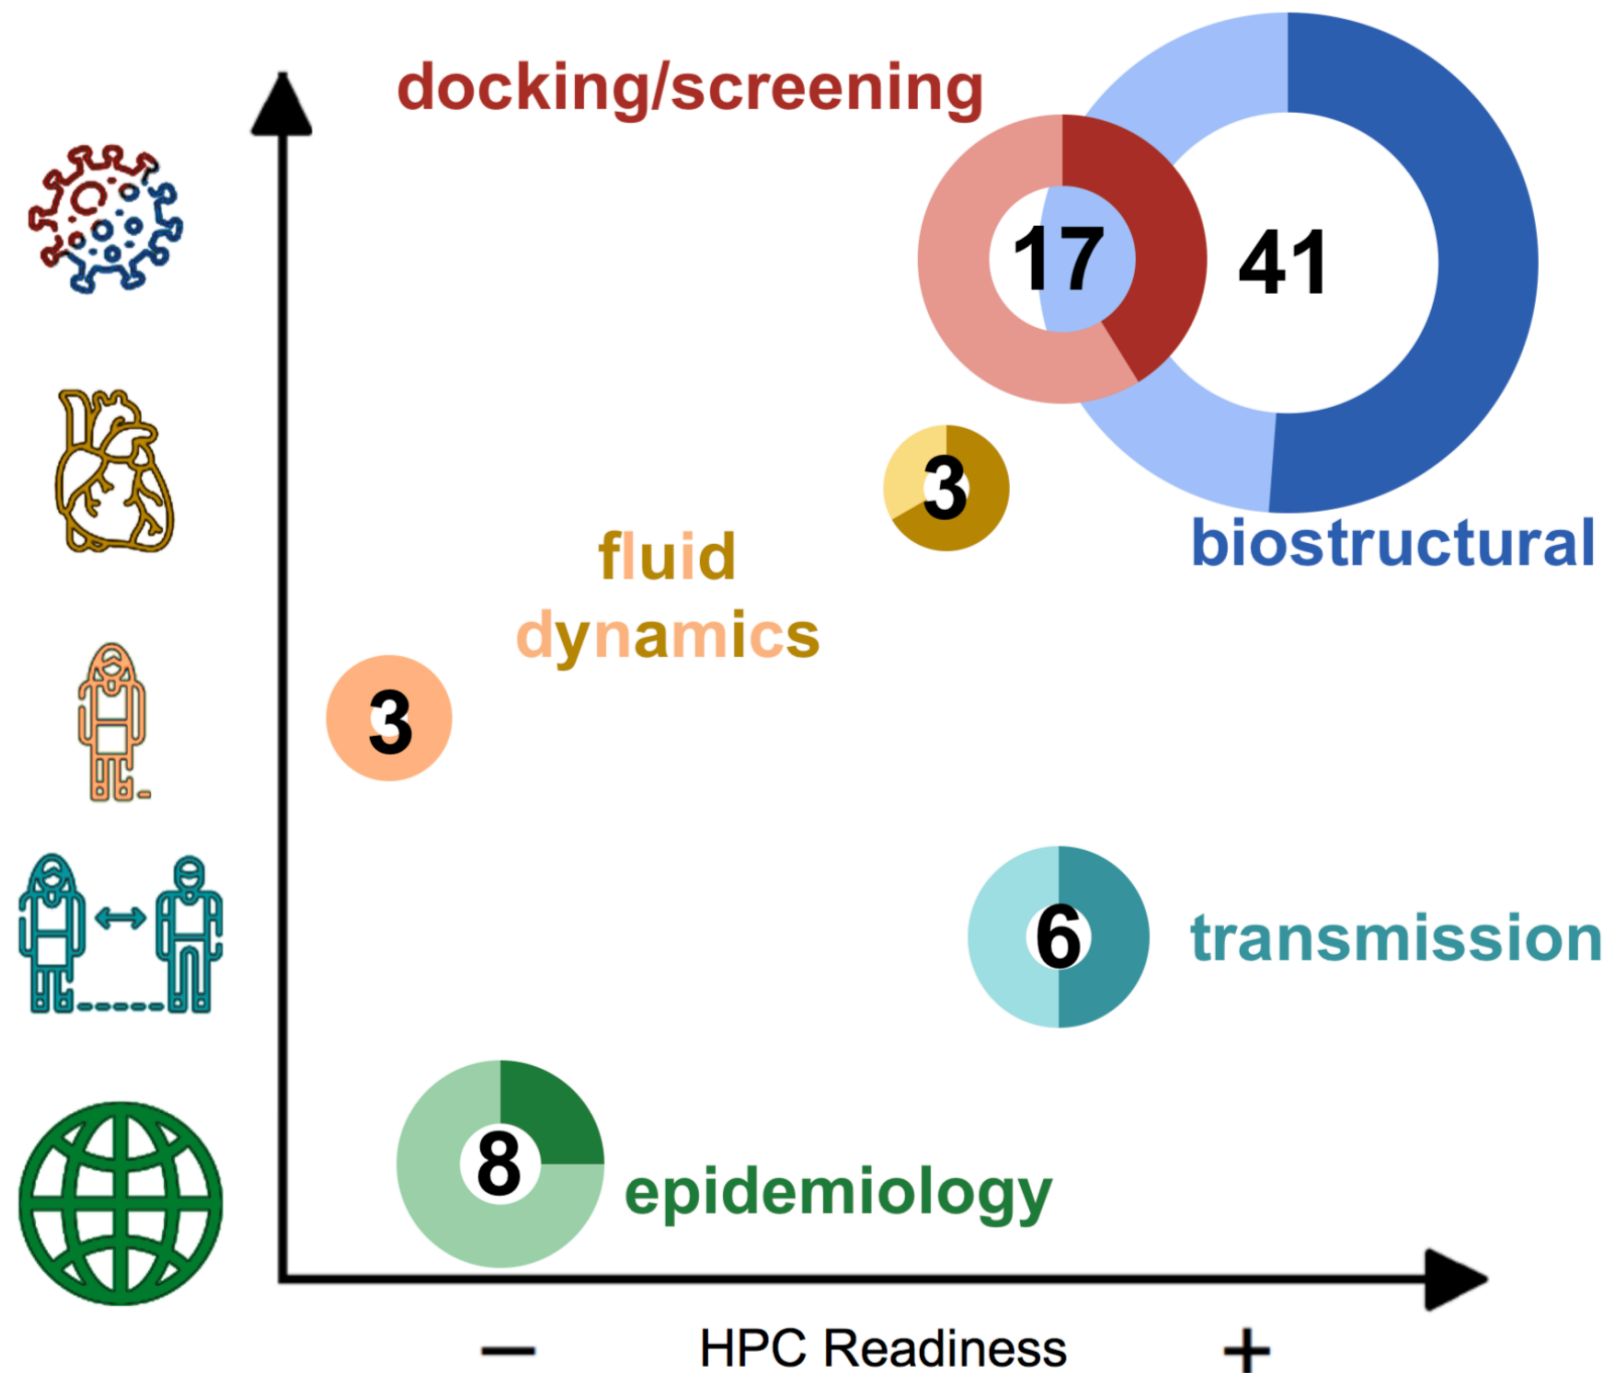 docking/screening
17
41
3
biostructural
fluid
dynamics
3
6
transmission
8
epidemiology
− HPC Readiness +